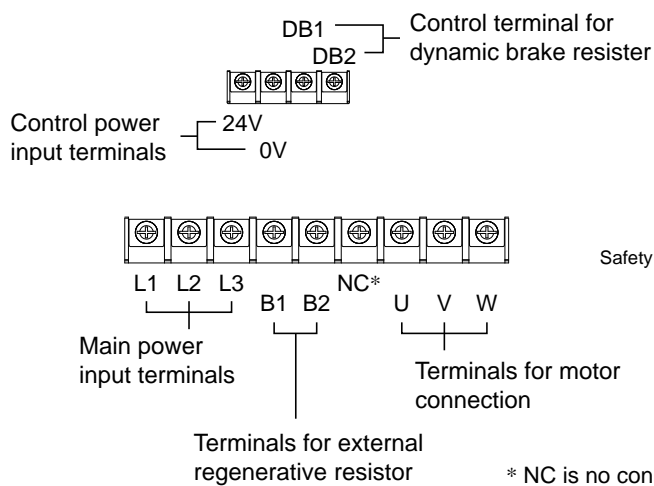 DB1
Control terminal for
DB2
dynamic brake resister
Control power
input terminals
24V
0V
L1 L2 L3 NC*
B1 B2 U V W
Safety
Main power
input terminals
Terminals for motor
connection
Terminals for external
regenerative resistor
* NC is no con